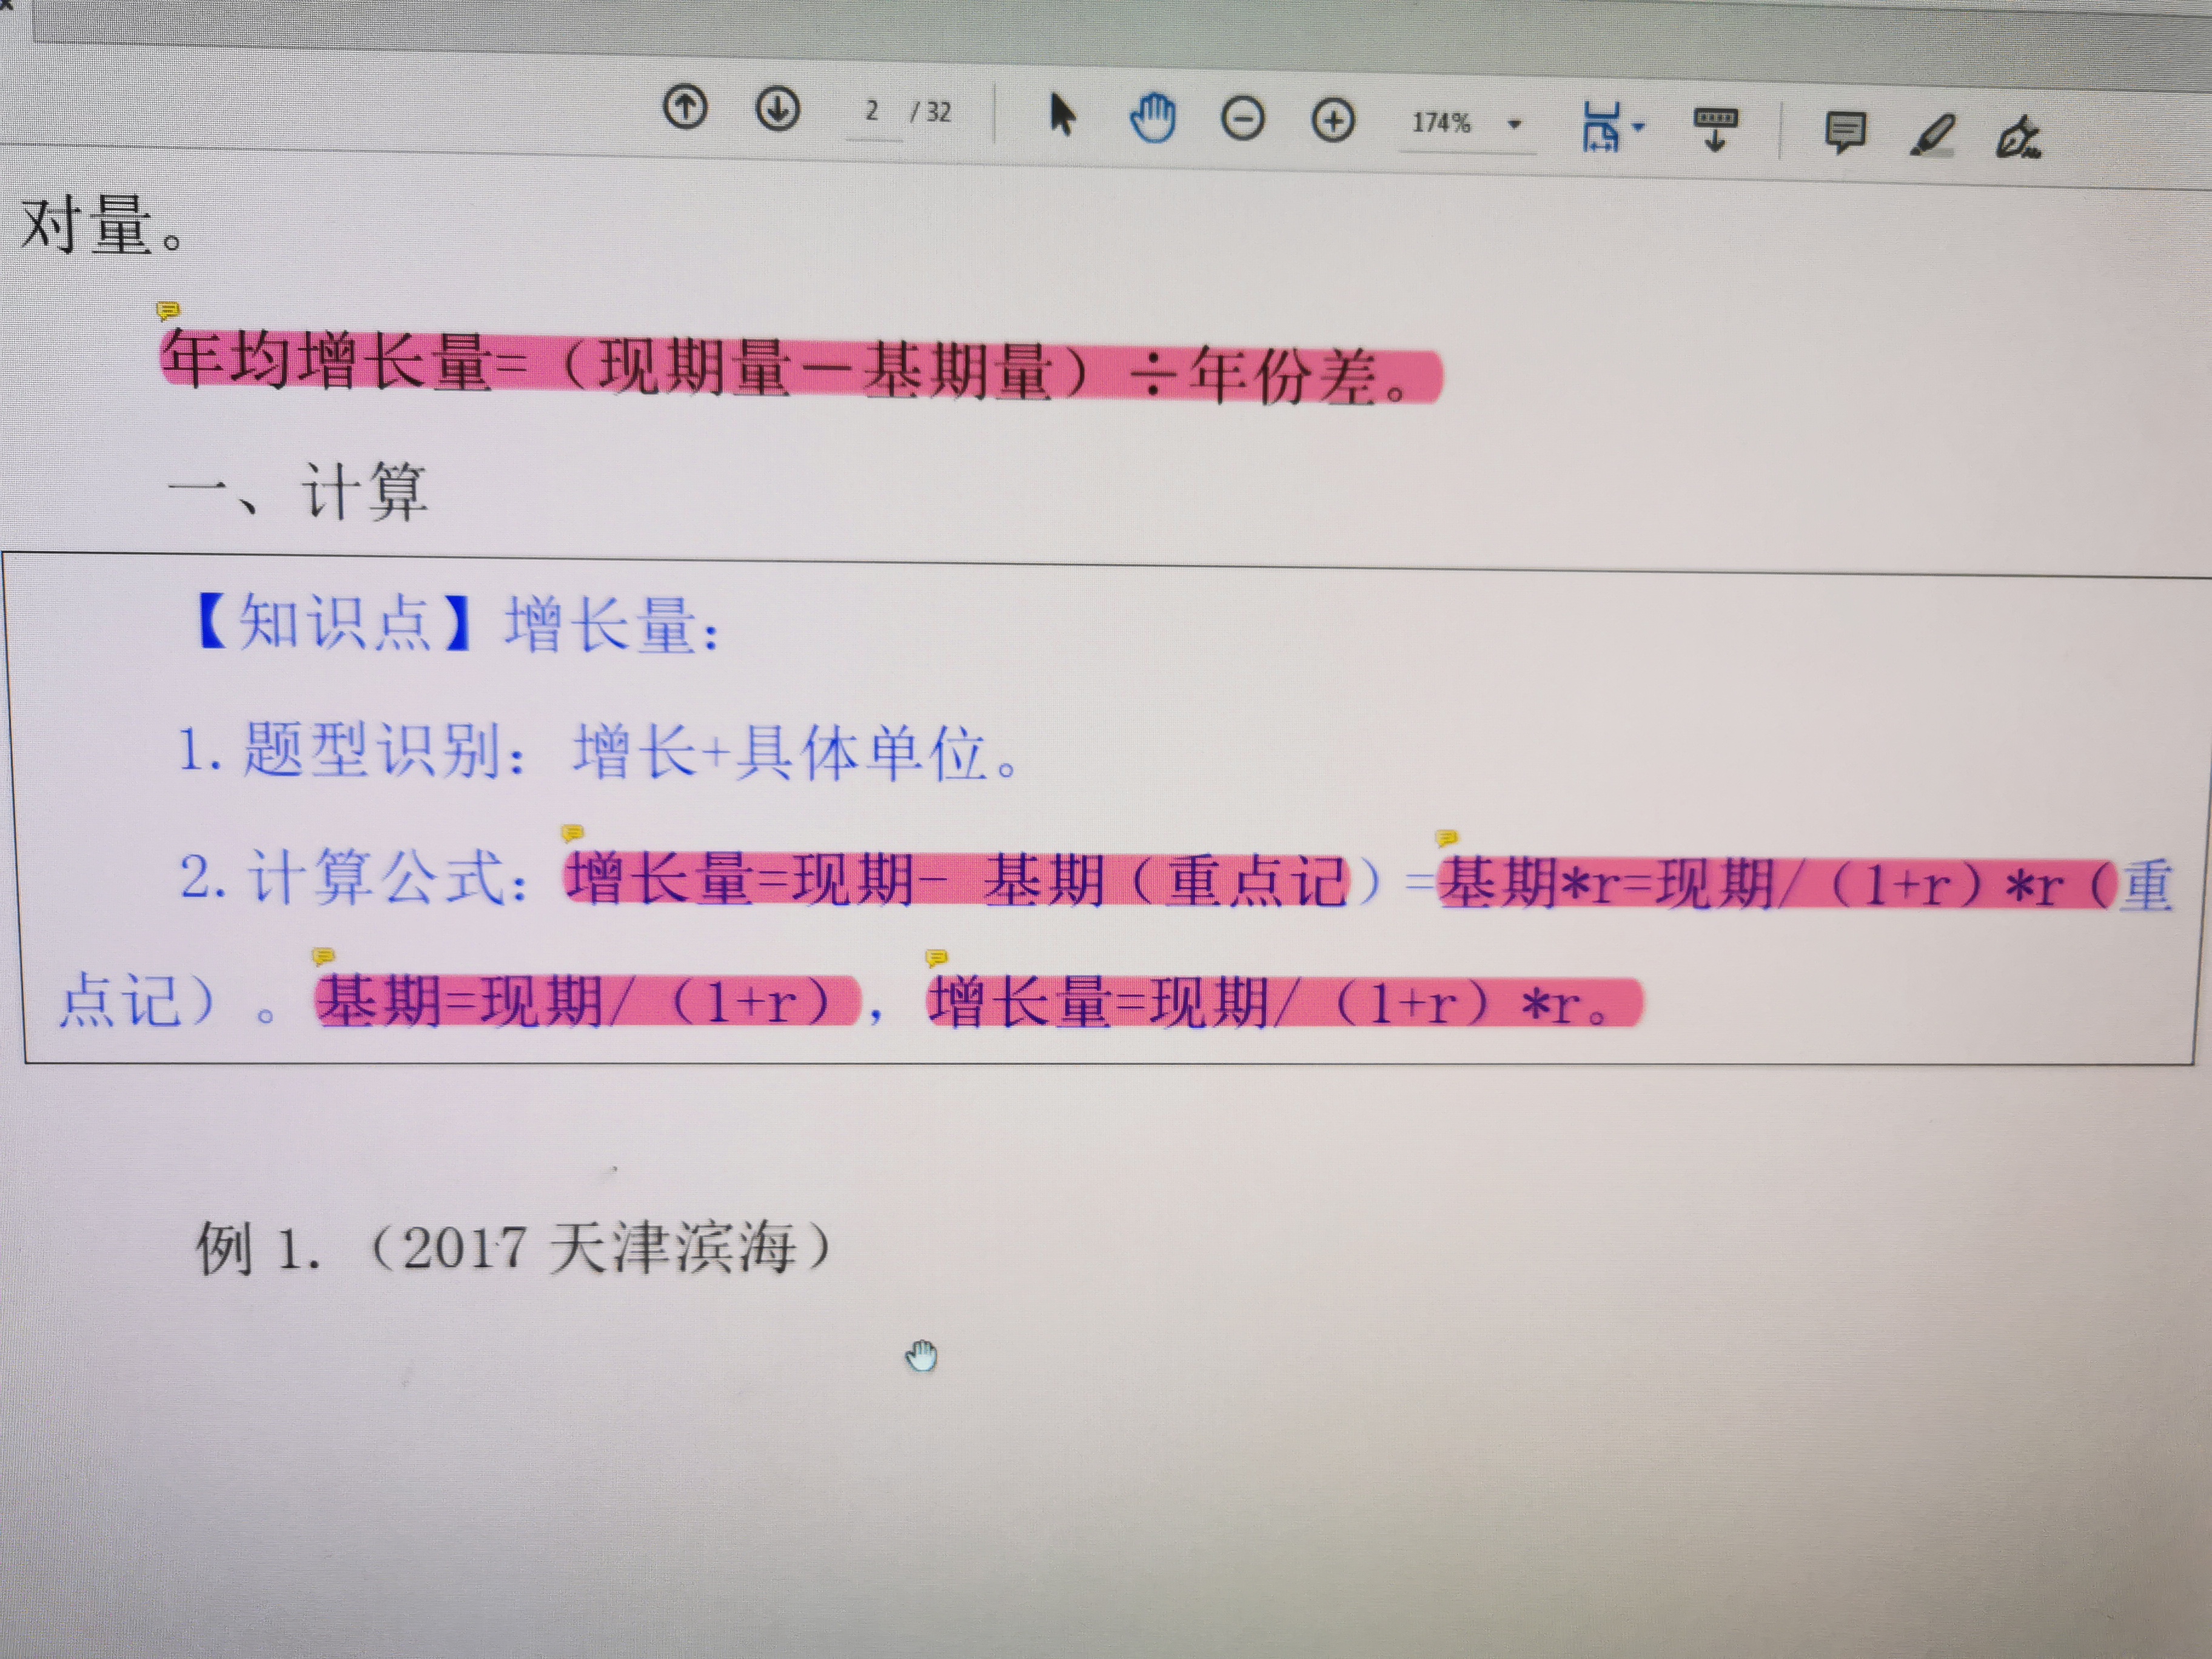 2 / 32 174%
对量。
年均增长量=（现期量－基期量）÷年份差。
一、计算
【知识点】增长量：
1.题型识别：增长+具体单位。
2.计算公式：增长量=现期- 基期（重点记）=基期*r=现期/（1+r）*r（重
点记）。基期=现期/（1+r），增长量=现期/（1+r）*r。
例 1.（2017 天津滨海）